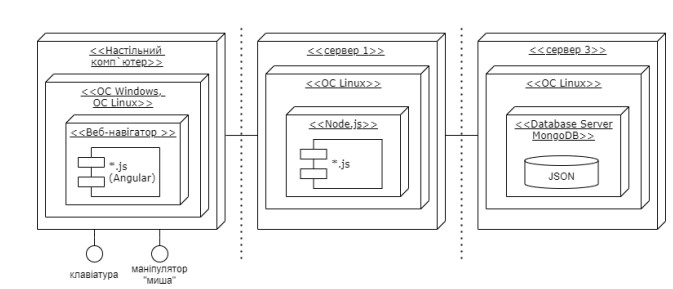 <<Настільний
комп`ютер>>
<<ОС Windows,
ОС Linux>>
<<Веб-навігатор >>
*.js
(Angular)
клавіатура
маніпулятор
"миша"
<<сервер 1>>
<<ОС Linux>>
<<Node.js>>
*.js
<<сервер 3>>
<<ОС Linux>>
<<Database Server
MongoDB>>
JSON